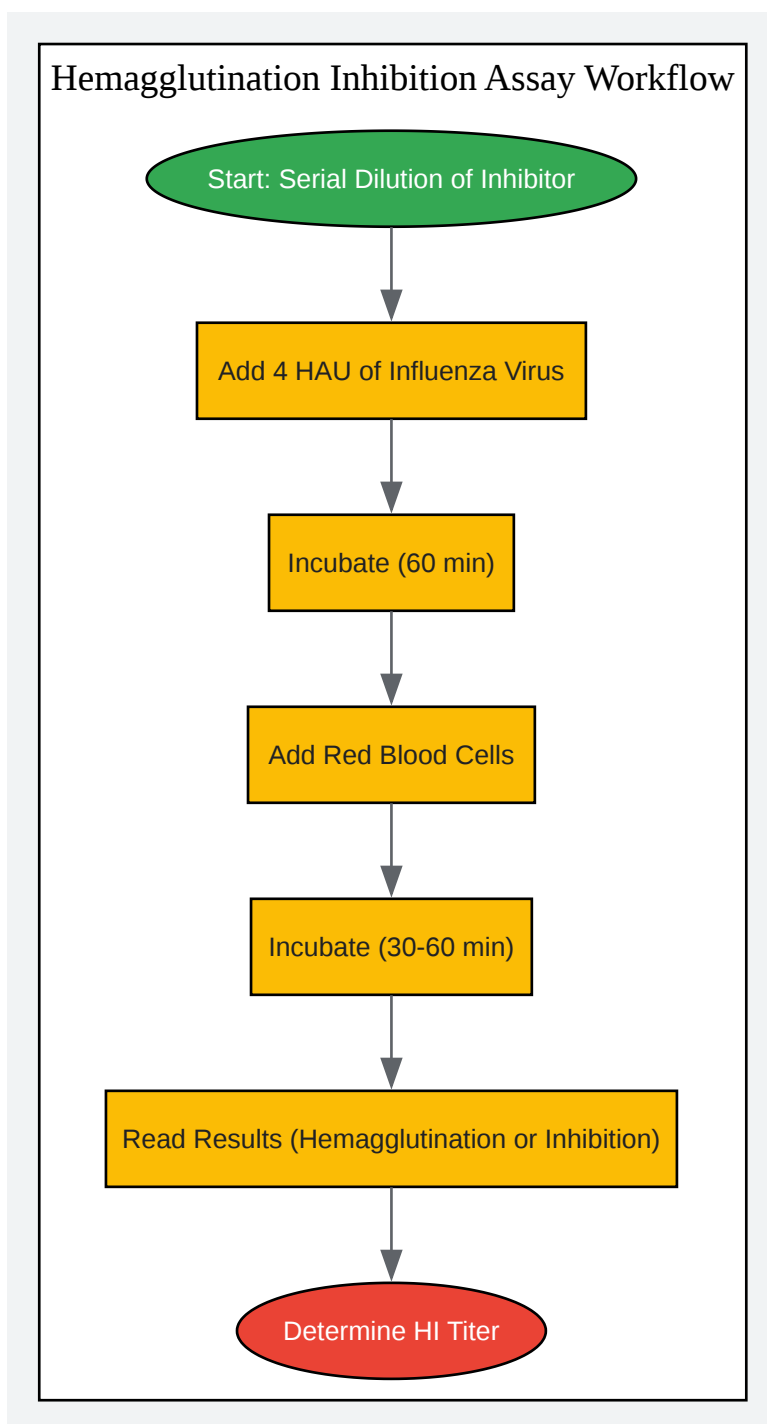 Hemagglutination Inhibition Assay Workflow
Start: Serial Dilution of Inhibitor
Add 4 HAU of Influenza Virus
Incubate (60 min)
Add Red Blood Cells
Incubate (30-60 min)
Read Results (Hemagglutination or Inhibition)
Determine HI Titer